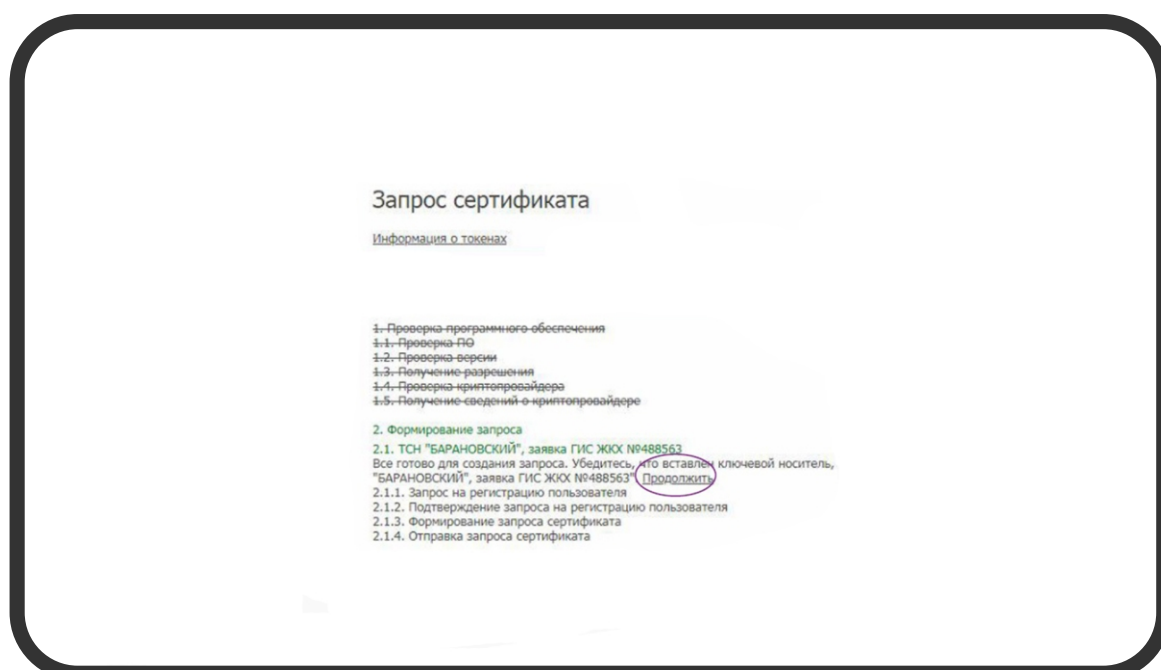 Запрос сертификата
Информация о токенах
1. Проверка программного обеспечения
1.1. Проверка ПО
1.2. Проверка версии
1.3. Получение разрешения
1.4. Проверка криптопровайдера
1.5. Получение сведений о криптопровайдере
2. Формирование запроса
2.1. ТСН "БАРАНОВСКИЙ", заявка ГИС ЖКХ №488563
Все готово для создания запроса. Убедитесь, что вставлен ключевой носитель,
"БАРАНОВСКИЙ", заявка ГИС ЖКХ №488563" Продолжить
2.1.1. Запрос на регистрацию пользователя
2.1.2. Подтверждение запроса на регистрацию пользователя
2.1.3. Формирование запроса сертификата
2.1.4. Отправка запроса сертификата